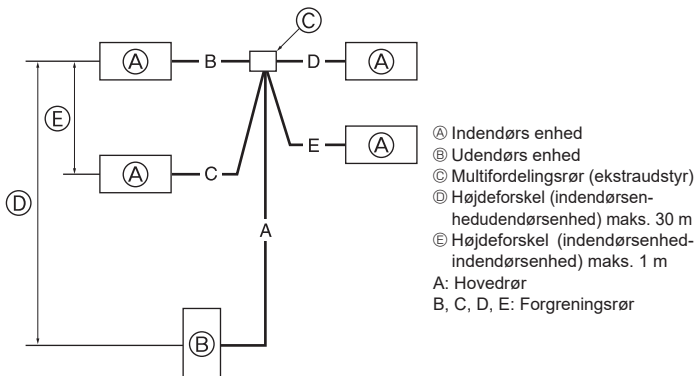 Ⓒ
Ⓐ B D Ⓐ
Ⓔ
E Ⓐ
Ⓐ C
Ⓓ
A
Ⓑ
Ⓐ Indendørs enhed
Ⓑ Udendørs enhed
Ⓒ Multifordelingsrør (ekstraudstyr)
Ⓓ Højdeforskel (indendørsen-
hedudendørsenhed) maks. 30 m
Ⓔ Højdeforskel (indendørsenhed-
indendørsenhed) maks. 1 m
A: Hovedrør
B, C, D, E: Forgreningsrør